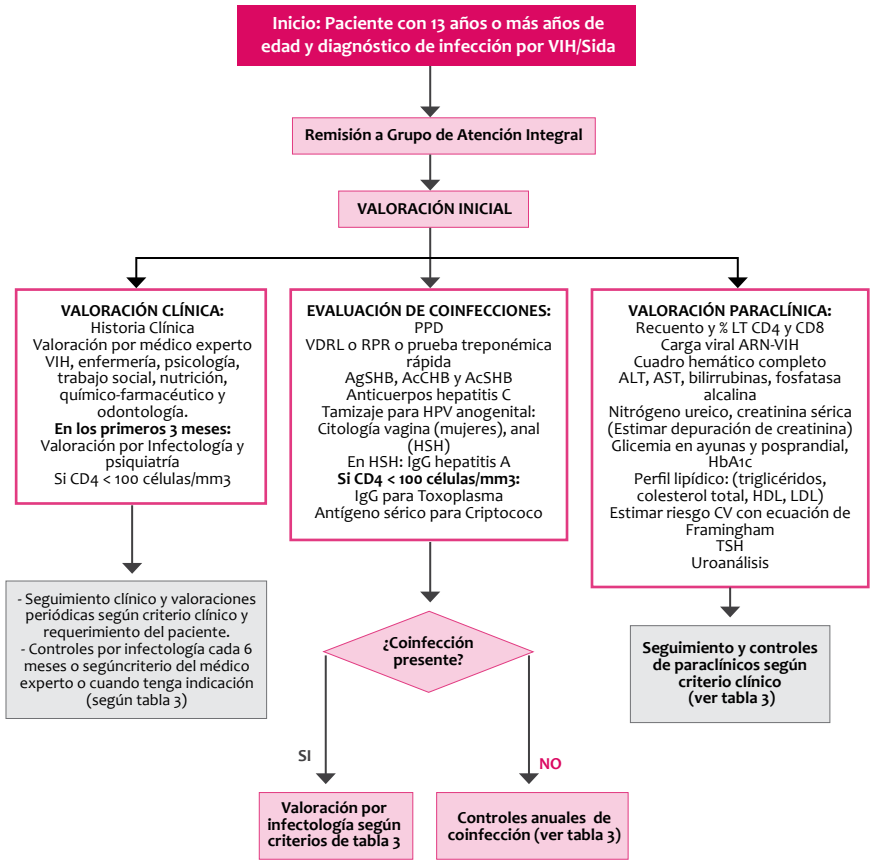 Inicio: Paciente con 13 años o más años de
edad y diagnóstico de infección por VIH/Sida
Remisión a Grupo de Atención Integral
VALORACIÓN INICIAL
VALORACIÓN CLÍNICA:
Historia Clínica
Valoración por médico experto
VIH, enfermería, psicología,
trabajo social, nutrición,
químico-farmacéutico y
odontología.
En los primeros 3 meses:
Valoración por Infectología y
psiquiatría
Si CD4 < 100 células/mm3
EVALUACIÓN DE COINFECCIONES:
PPD
VDRL o RPR o prueba treponémica
rápida
AgSHB, AcCHB y AcSHB
Anticuerpos hepatitis C
Tamizaje para HPV anogenital:
Citología vagina (mujeres), anal
(HSH)
En HSH: IgG hepatitis A
Si CD4 < 100 células/mm3:
IgG para Toxoplasma
Antígeno sérico para Criptococo
VALORACIÓN PARACLÍNICA:
Recuento y % LT CD4 y CD8
Carga viral ARN-VIH
Cuadro hemático completo
ALT, AST, bilirrubinas, fosfatasa
alcalina
Nitrógeno ureico, creatinina sérica
(Estimar depuración de creatinina)
Glicemia en ayunas y posprandial,
HbA1c
Perfil lipídico: (triglicéridos,
colesterol total, HDL, LDL)
Estimar riesgo CV con ecuación de
Framingham
TSH
Uroanálisis
- Seguimiento clínico y valoraciones
periódicas según criterio clínico y
requerimiento del paciente.
- Controles por infectología cada 6
meses o segúncriterio del médico
experto o cuando tenga indicación
(según tabla 3)
¿Coinfección
presente?
Seguimiento y controles
de paraclínicos según
criterio clínico
(ver tabla 3)
SI
NO
Valoración por
infectología según
criterios de tabla 3
Controles anuales de
coinfección (ver tabla 3)